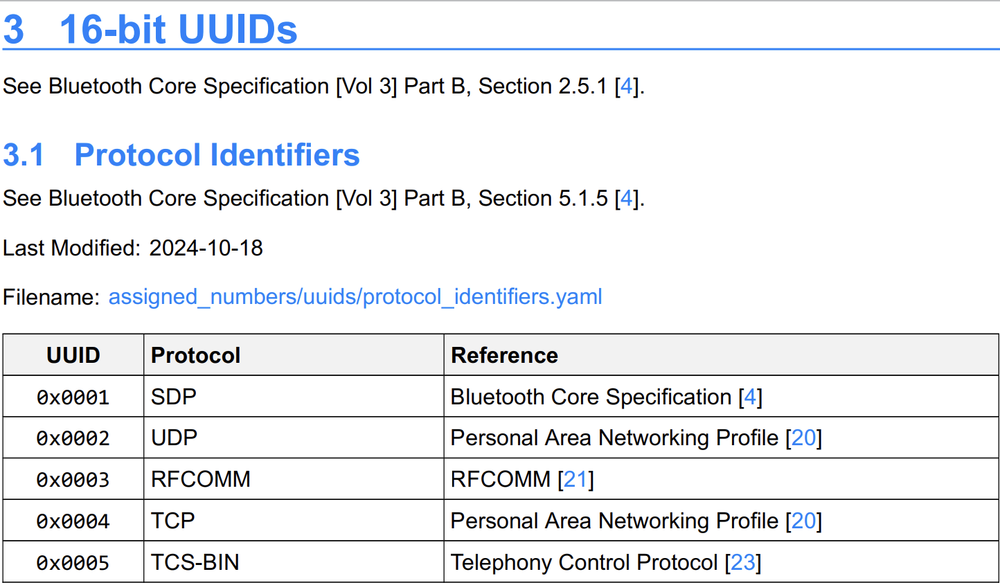 3 16-bit UUIDs
See Bluetooth Core Specification [Vol 3] Part B, Section 2.5.1 [4].
3.1 Protocol Identifiers
See Bluetooth Core Specification [Vol 3] Part B, Section 5.1.5 [4].
Last Modified: 2024-10-18
Filename: assigned_numbers/uuids/protocol_identifiers.yaml
UUID Protocol Reference
0x0001 SDP Bluetooth Core Specification [4]
0x0002 UDP Personal Area Networking Profile [20]
0x0003 RFCOMM RFCOMM [21]
0x0004 TCP Personal Area Networking Profile [20]
0x0005 TCS-BIN Telephony Control Protocol [23]